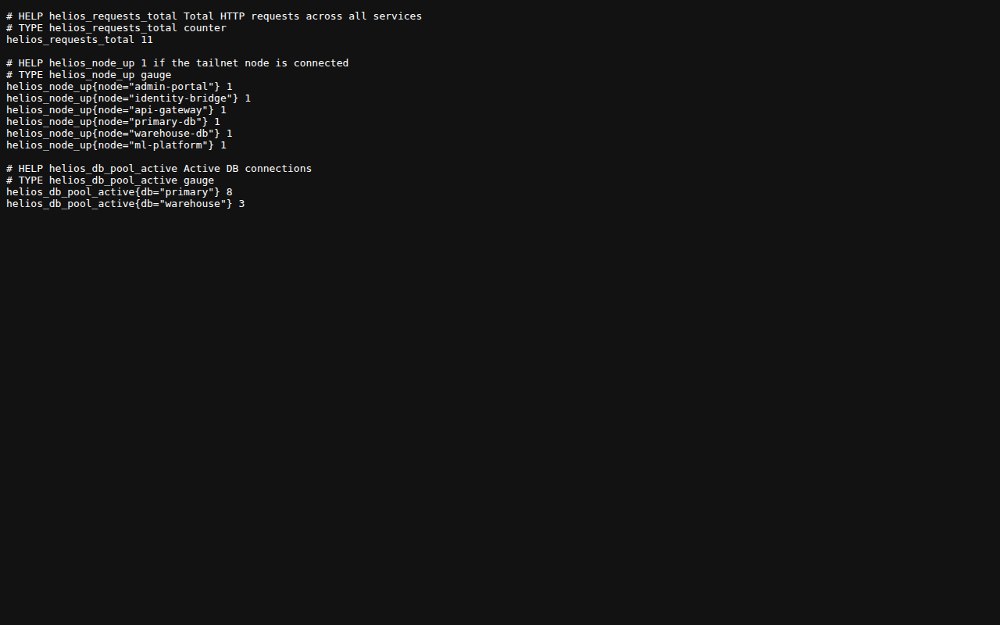 # HELP helios_requests_total Total HTTP requests across all services
# TYPE helios_requests_total counter
helios_requests_total 11

# HELP helios_node_up 1 if the tailnet node is connected
# TYPE helios_node_up gauge
helios_node_up{node="admin-portal"} 1
helios_node_up{node="identity-bridge"} 1
helios_node_up{node="api-gateway"} 1
helios_node_up{node="primary-db"} 1
helios_node_up{node="warehouse-db"} 1
helios_node_up{node="ml-platform"} 1

# HELP helios_db_pool_active Active DB connections
# TYPE helios_db_pool_active gauge
helios_db_pool_active{db="primary"} 8
helios_db_pool_active{db="warehouse"} 3